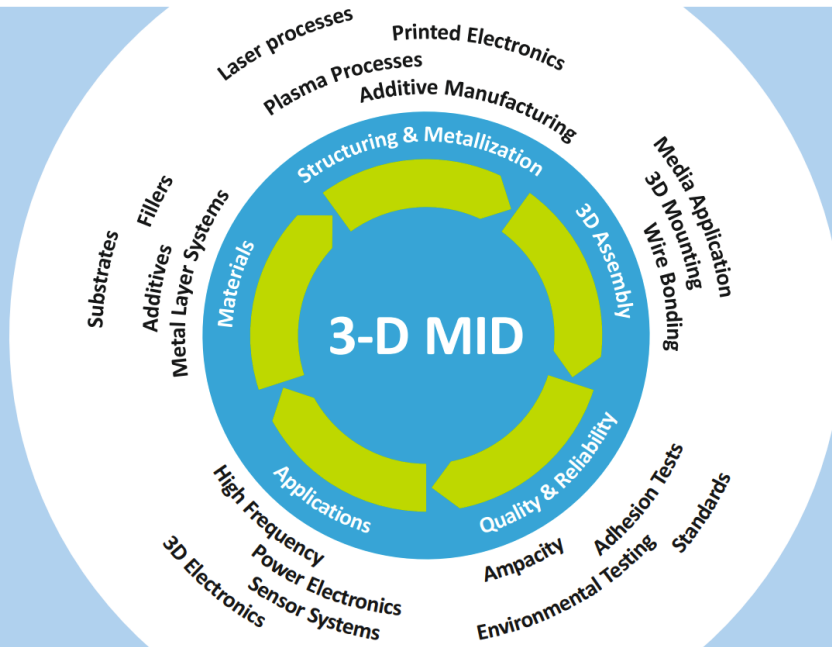 Laser processes
Printed Electronics
Plasma Processes
Additive Manufacturing
Structuring & Metallization
Media Application
3D Mounting
Wire Bonding
3D Assembly
Fillers
Substrates
Additives
Metal Layer Systems
Materials
3-D MID
Quality & Reliability
Adhesion Tests
Standards
Ampacity
Environmental Testing
Applications
High Frequency
Power Electronics
3D Electronics
Sensor Systems